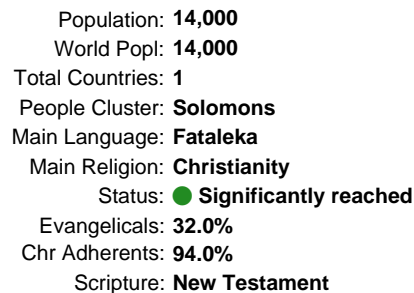 Population: 14,000
World Popl: 14,000
Total Countries: 1
People Cluster: Solomons
Main Language: Fataleka
Main Religion: Christianity
Status: Significantly reached
Evangelicals: 32.0%
Chr Adherents: 94.0%
Scripture: New Testament